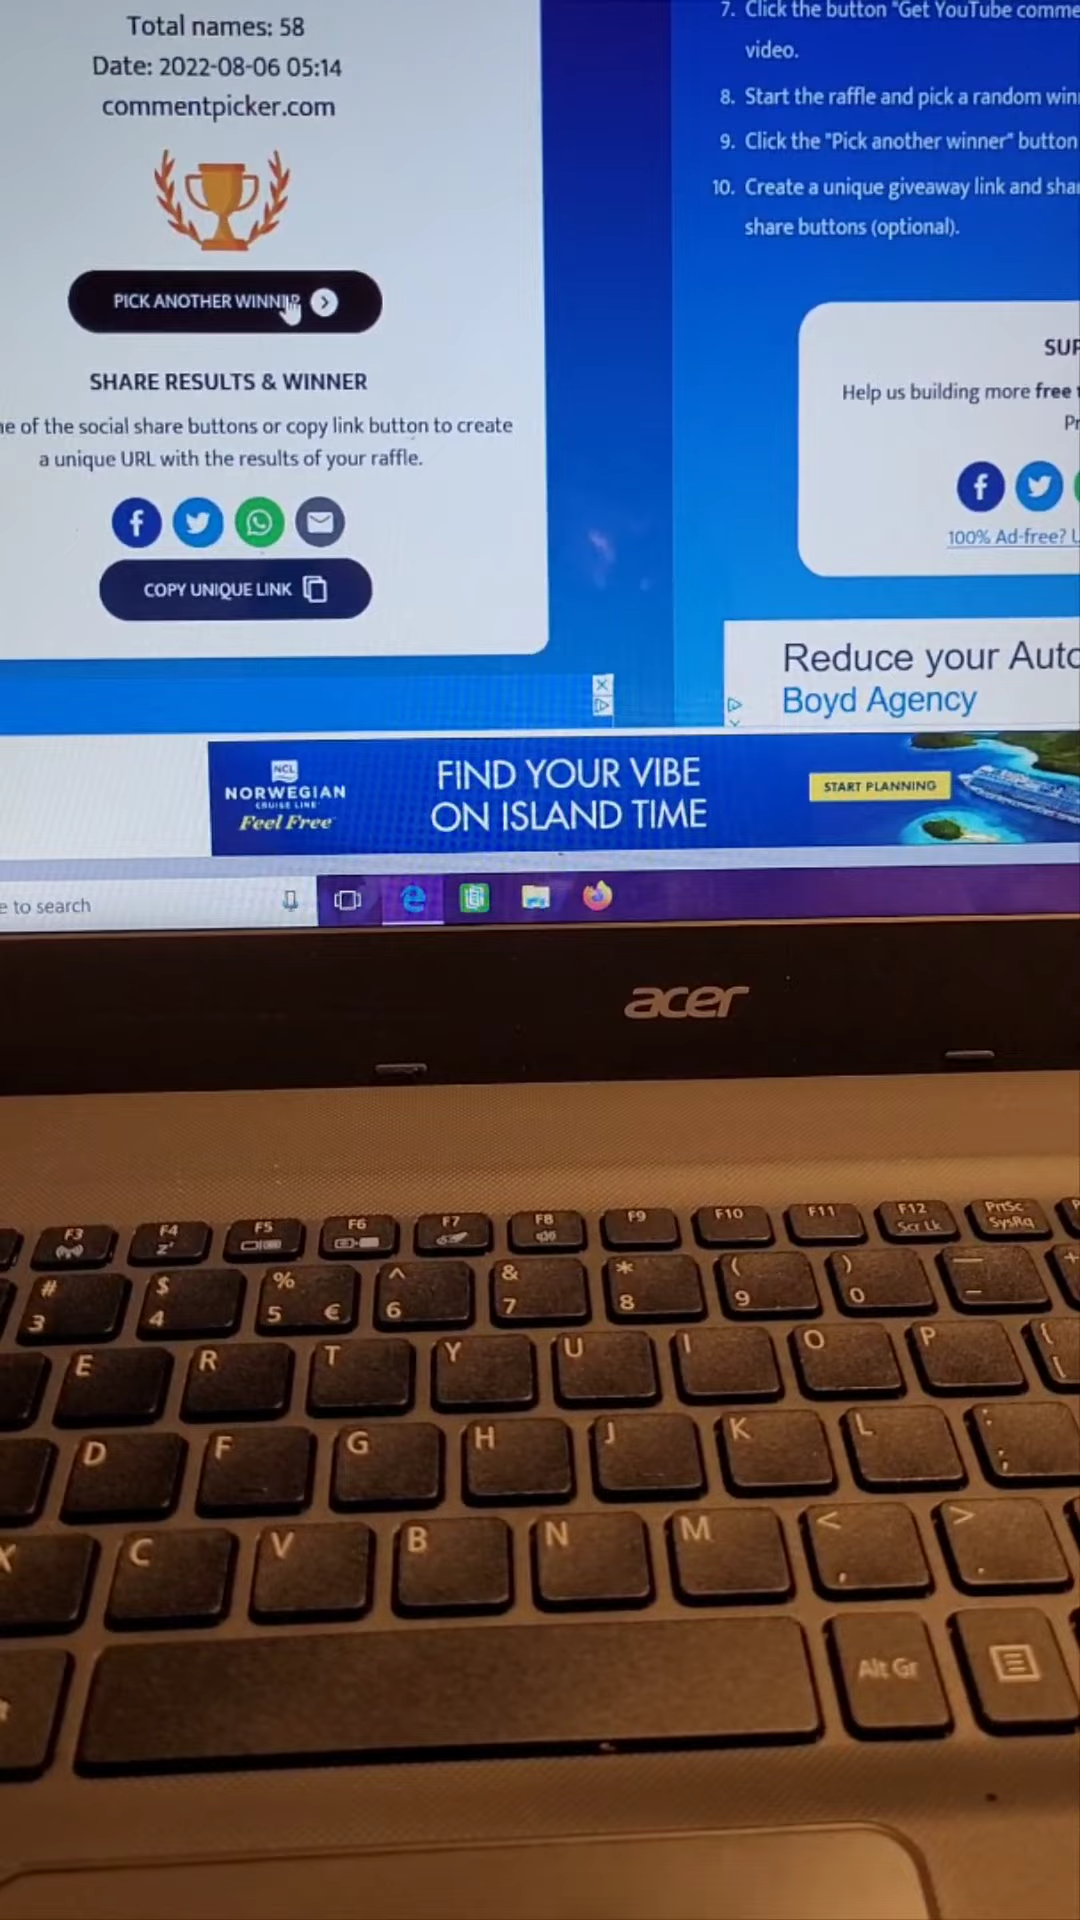 Total names: 58
Date: 2022-08-06 05:14
commentpicker.com
PICK ANOTHER
SHARE RESULTS & WINNER
of the social share buttons or copy link button to create
a unique URL with the results of your raffle.
COPY UNIQUE LINK
7. Click the button "Get YouTube
video.
8. Start the raffle and pick a random
9. Click the "Pick another winner" button
10. Create a unique giveaway link and
share buttons (optional).
Help us building more free
100% Ad-free?
Reduce your
Boyd Agency
NCL
NORWEGIAN
CRUISE LINE
Feel Free
FIND YOUR VIBE
ON ISLAND TIME
START PLANNING
to search
acer
F3 F4 F5 F6 F7 F8 F9 F10 F11 F12 PrtSc
Scr Lk SysRq
z
# $ % ^ & * ( ) _ +
3 4 5 € 6 7 8 9 0 -
E R T Y U I O P { [
D F G H J K L : ;
X C V B N M < , > .
Alt Gr